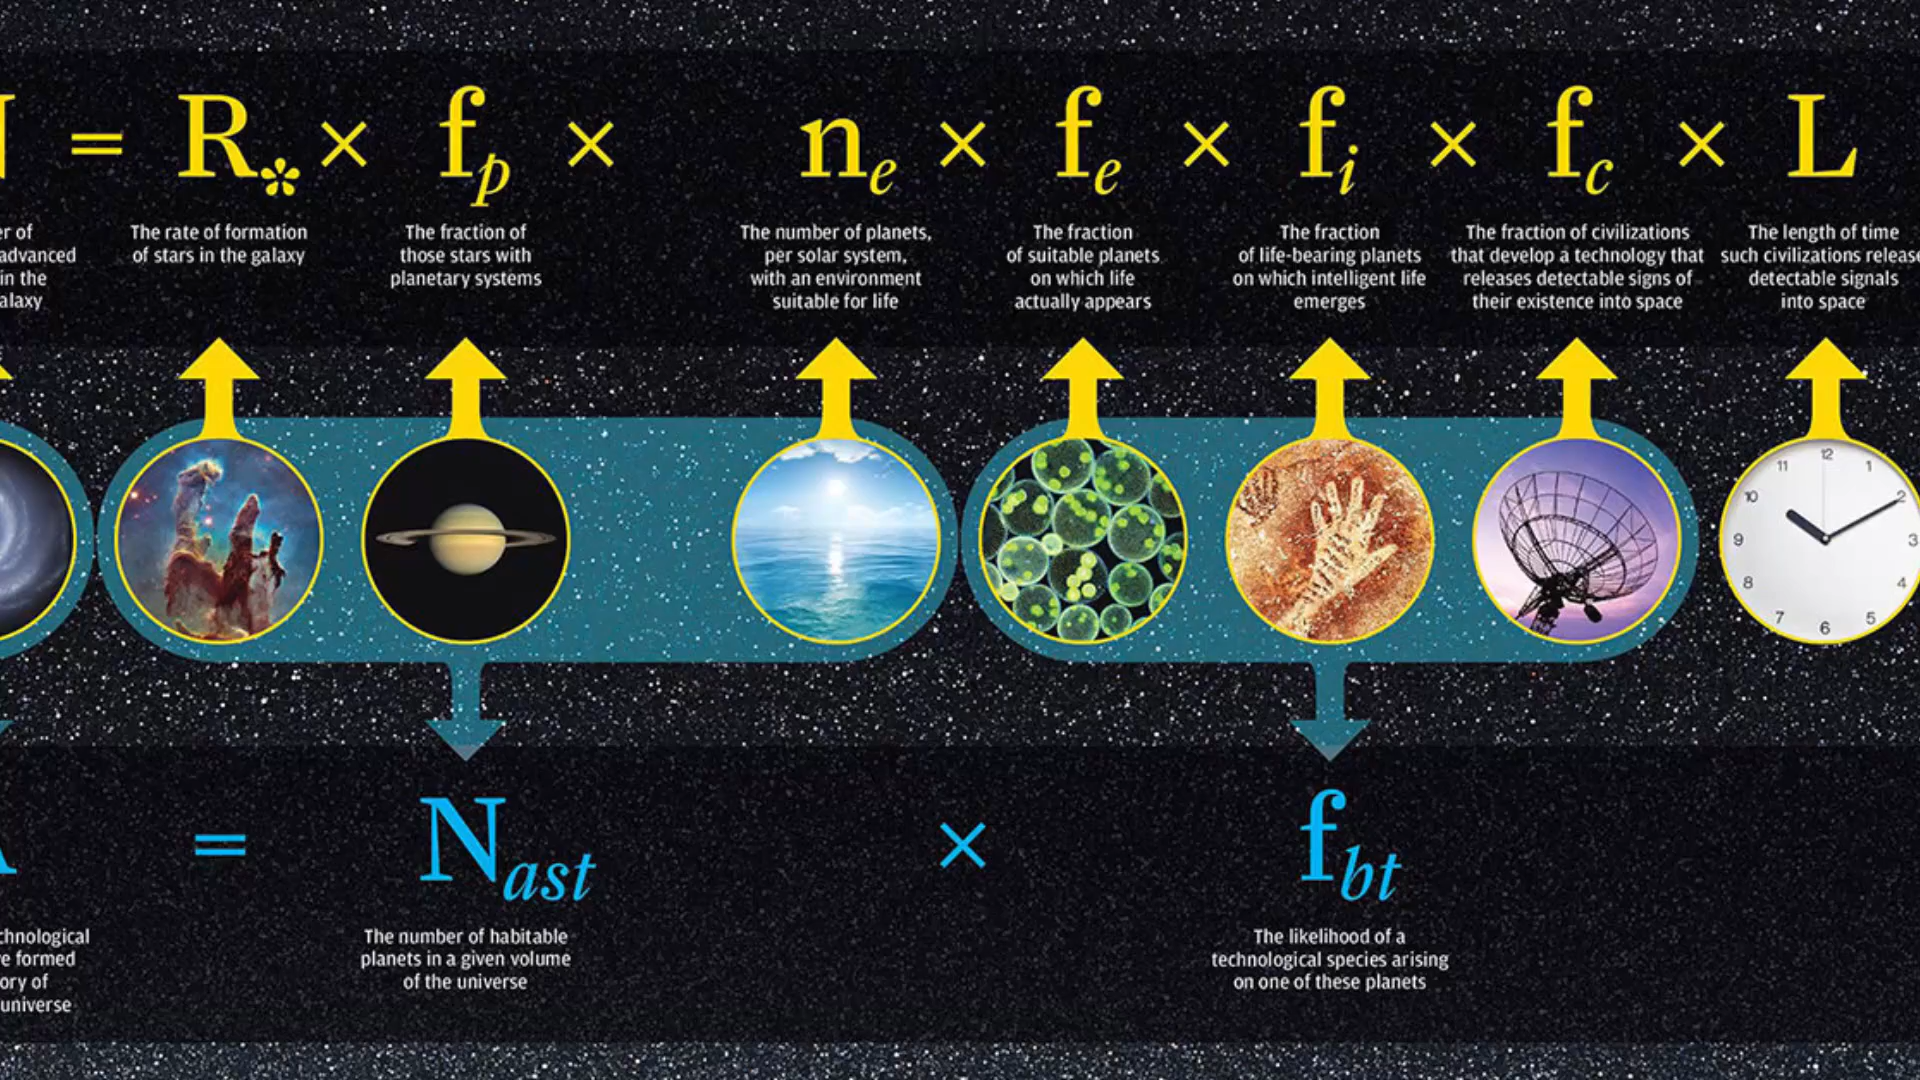 = R* × fp × ne × fe × fi × fc × L
er of
advanced
in the
alaxy
The rate of formation
of stars in the galaxy
The fraction of
those stars with
planetary systems
The number of planets,
per solar system,
with an environment
suitable for life
The fraction
of suitable planets
on which life
actually appears
The fraction
of life-bearing planets
on which intelligent life
emerges
The fraction of civilizations
that develop a technology that
releases detectable signs of
their existence into space
The length of time
such civilizations release
detectable signals
into space
11 12 1
10 2
9 3
8 4
7 6 5
= Nast × fbt
chnological
e formed
ory of
universe
The number of habitable
planets in a given volume
of the universe
The likelihood of a
technological species arising
on one of these planets